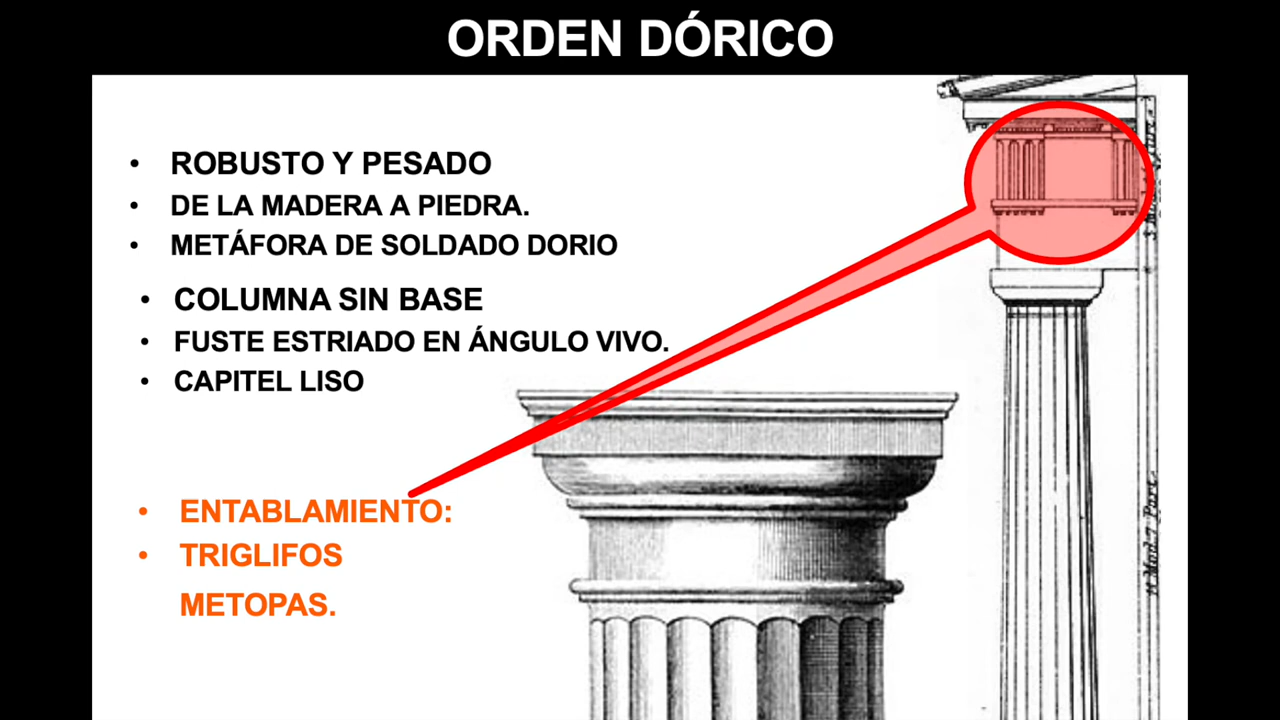 ORDEN DÓRICO
• ROBUSTO Y PESADO
• DE LA MADERA A PIEDRA.
• METÁFORA DE SOLDADO DORIO
• COLUMNA SIN BASE
• FUSTE ESTRIADO EN ÁNGULO VIVO.
• CAPITEL LISO
• ENTABLAMIENTO:
• TRIGLIFOS
METOPAS.